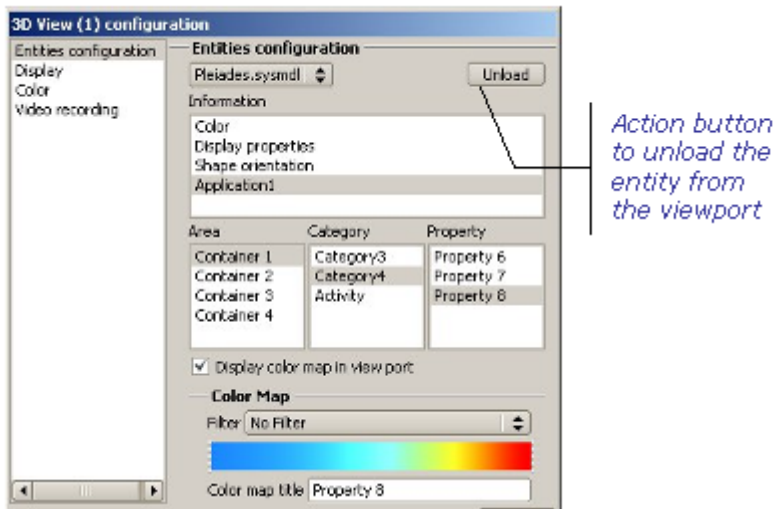 3D View (1) configuration
Entities configuration
Display
Color
Video recording
Entities configuration
Pleiades.sysmdl
Unload
Information
Color
Display properties
Shape orientation
Application1
Area
Category
Property
Container 1
Container 2
Container 3
Container 4
Category3
Category4
Activity
Property 6
Property 7
Property 8
Display color map in view port
Color Map
Filter No Filter
Color map title Property 8
Action button
to unload the
entity from
the viewport